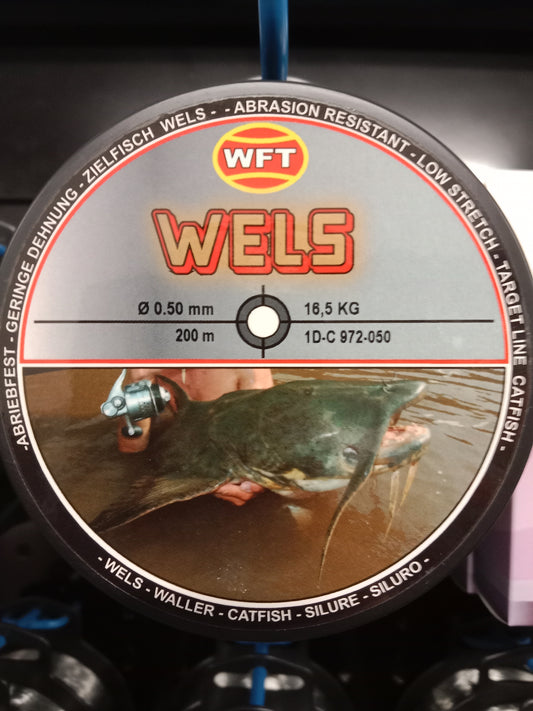 -ABRIEBFEST - GERINGE DEHNUNG - ZIELFISCH WELS - - ABRASION RESISTANT - LOW STRETCH - TARGET LINE CATFISH -
WFT
WELS
Ø 0.50 mm 16,5 KG
200 m 1D-C 972-050
- WELS - WALLER - CATFISH - SILURE - SILURO -